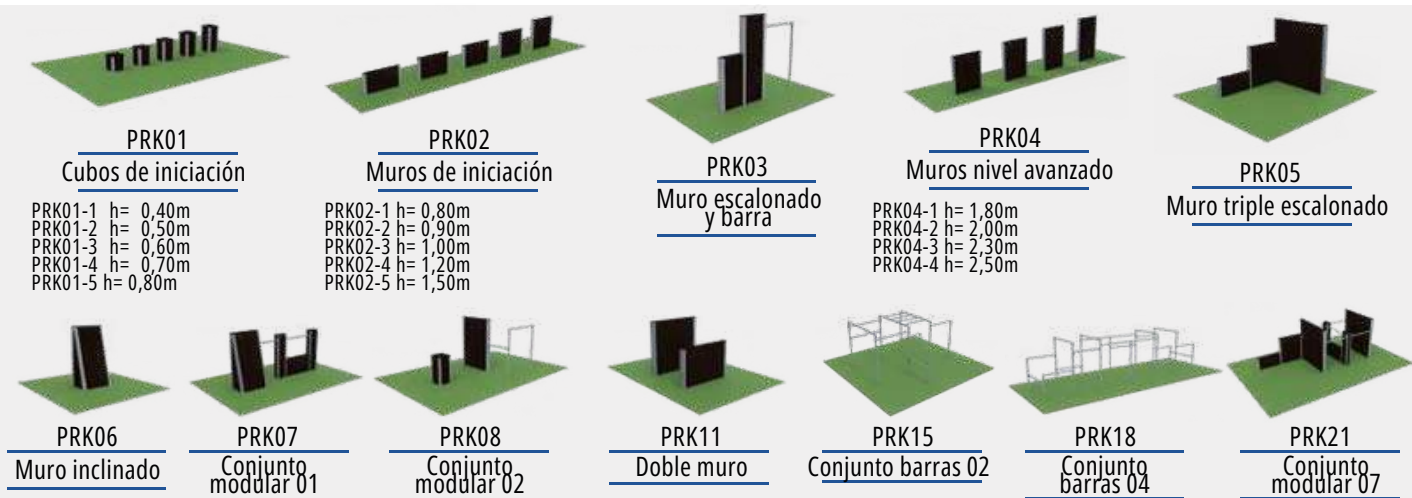 PRK01
Cubos de iniciación
PRK01-1 h= 0,40m
PRK01-2 h= 0,50m
PRK01-3 h= 0,60m
PRK01-4 h= 0,70m
PRK01-5 h= 0,80m
PRK02
Muros de iniciación
PRK02-1 h= 0,80m
PRK02-2 h= 0,90m
PRK02-3 h= 1,00m
PRK02-4 h= 1,20m
PRK02-5 h= 1,50m
PRK03
Muro escalonado
y barra
PRK04
Muros nivel avanzado
PRK04-1 h= 1,80m
PRK04-2 h= 2,00m
PRK04-3 h= 2,30m
PRK04-4 h= 2,50m
PRK05
Muro triple escalonado
PRK06
Muro inclinado
PRK07
Conjunto
modular 01
PRK08
Conjunto
modular 02
PRK11
Doble muro
PRK15
Conjunto barras 02
PRK18
Conjunto
barras 04
PRK21
Conjunto
modular 07